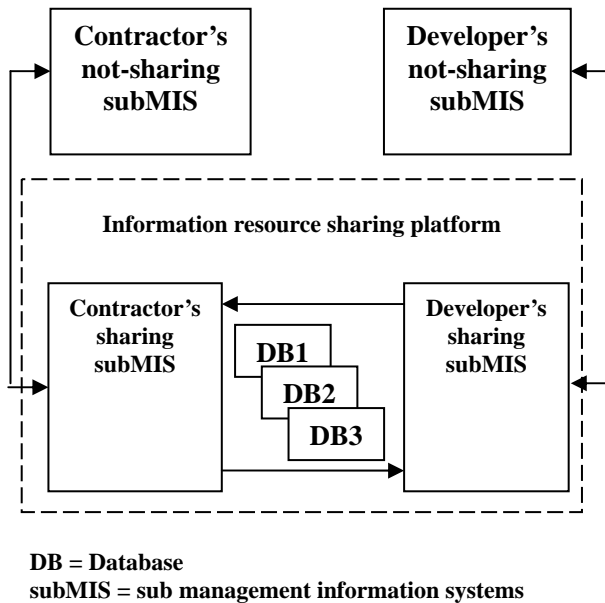 Contractor’s
not-sharing
subMIS
Developer’s
not-sharing
subMIS
Information resource sharing platform
Contractor’s
sharing
subMIS
Developer’s
sharing
subMIS
DB1
DB2
DB3
DB = Database
subMIS = sub management information systems